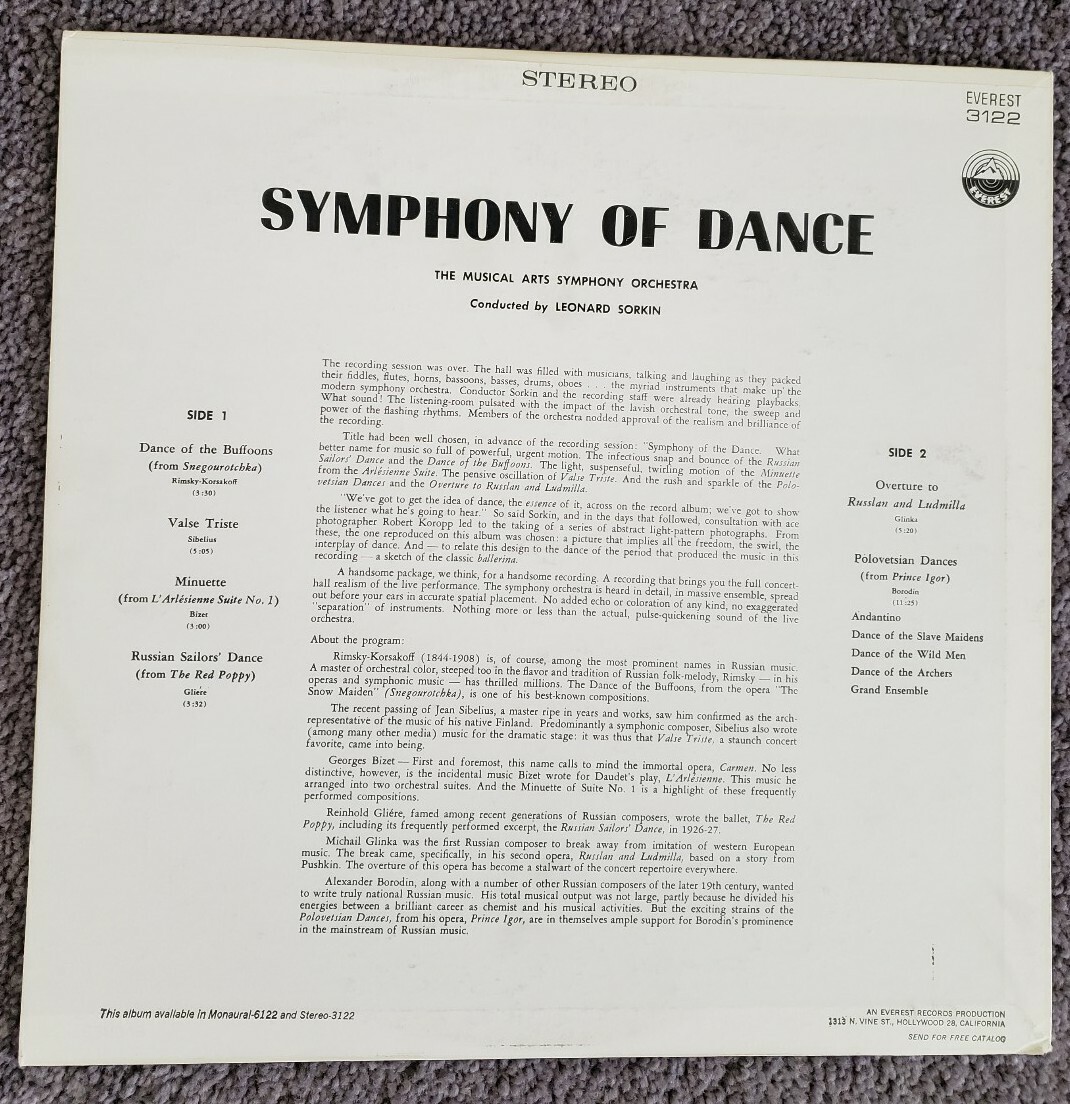 STEREO
EVEREST
3122
EVEREST
SYMPHONY OF DANCE
THE MUSICAL ARTS SYMPHONY ORCHESTRA
Conducted by LEONARD SORKIN
SIDE 1
Dance of the Buffoons
(from Snegourotchka)
Rimsky-Korsakoff
(3:30)
Valse Triste
Sibelius
(5:05)
Minuette
(from L'Arlésienne Suite No. 1)
Bizet
(3:00)
Russian Sailors' Dance
(from The Red Poppy)
Gliére
(3:32)
The recording session was over. The hall was filled with musicians, talking and laughing as they packed
their fiddles, flutes, horns, bassoons, basses, drums, oboes . . . the myriad instruments that make up the
modern symphony orchestra. Conductor Sorkin and the recording staff were already hearing playbacks.
What sound! The listening-room pulsated with the impact of the lavish orchestral tone, the sweep and
power of the flashing rhythms. Members of the orchestra nodded approval of the realism and brilliance of
the recording.
Title had been well chosen, in advance of the recording session: "Symphony of the Dance. What
better name for music so full of powerful, urgent motion. The infectious snap and bounce of the Russian
Sailors' Dance and the Dance of the Buffoons. The light, suspenseful, twirling motion of the Minuette
from the Arlésienne Suite. The pensive oscillation of Valse Triste. And the rush and sparkle of the Polo-
vetsian Dances and the Overture to Russlan and Ludmilla.
"We've got to get the idea of dance, the essence of it, across on the record album; we've got to show
the listener what he's going to hear." So said Sorkin, and in the days that followed, consultation with ace
photographer Robert Koropp led to the taking of a series of abstract light-pattern photographs. From
these, the one reproduced on this album was chosen: a picture that implies all the freedom, the swirl, the
interplay of dance. And — to relate this design to the dance of the period that produced the music in this
recording — a sketch of the classic ballerina.
A handsome package, we think, for a handsome recording. A recording that brings you the full concert-
hall realism of the live performance. The symphony orchestra is heard in detail, in massive ensemble, spread
out before your ears in accurate spatial placement. No added echo or coloration of any kind, no exaggerated
"separation" of instruments. Nothing more or less than the actual, pulse-quickening sound of the live
orchestra.
About the program:
Rimsky-Korsakoff (1844-1908) is, of course, among the most prominent names in Russian music.
A master of orchestral color, steeped too in the flavor and tradition of Russian folk-melody, Rimsky — in his
operas and symphonic music — has thrilled millions. The Dance of the Buffoons, from the opera "The
Snow Maiden" (Snegourotchka), is one of his best-known compositions.
The recent passing of Jean Sibelius, a master ripe in years and works, saw him confirmed as the arch-
representative of the music of his native Finland. Predominantly a symphonic composer, Sibelius also wrote
(among many other media) music for the dramatic stage: it was thus that Valse Triste, a staunch concert
favorite, came into being.
Georges Bizet — First and foremost, this name calls to mind the immortal opera, Carmen. No less
distinctive, however, is the incidental music Bizet wrote for Daudet's play, L'Arlésienne. This music he
arranged into two orchestral suites. And the Minuette of Suite No. 1 is a highlight of these frequently
performed compositions.
Reinhold Gliére, famed among recent generations of Russian composers, wrote the ballet, The Red
Poppy, including its frequently performed excerpt, the Russian Sailors' Dance, in 1926-27.
Michail Glinka was the first Russian composer to break away from imitation of western European
music. The break came, specifically, in his second opera, Russlan and Ludmilla, based on a story from
Pushkin. The overture of this opera has become a stalwart of the concert repertoire everywhere.
Alexander Borodin, along with a number of other Russian composers of the later 19th century, wanted
to write truly national Russian music. His total musical output was not large, partly because he divided his
energies between a brilliant career as chemist and his musical activities. But the exciting strains of the
Polovetsian Dances, from his opera, Prince Igor, are in themselves ample support for Borodin's prominence
in the mainstream of Russian music.
SIDE 2
Overture to
Russlan and Ludmilla
Glinka
(5:20)
Polovetsian Dances
(from Prince Igor)
Borodin
(11:25)
Andantino
Dance of the Slave Maidens
Dance of the Wild Men
Dance of the Archers
Grand Ensemble
This album available in Monaural-6122 and Stereo-3122
AN EVEREST RECORDS PRODUCTION
1313 N. VINE ST., HOLLYWOOD 28, CALIFORNIA
SEND FOR FREE CATALOG